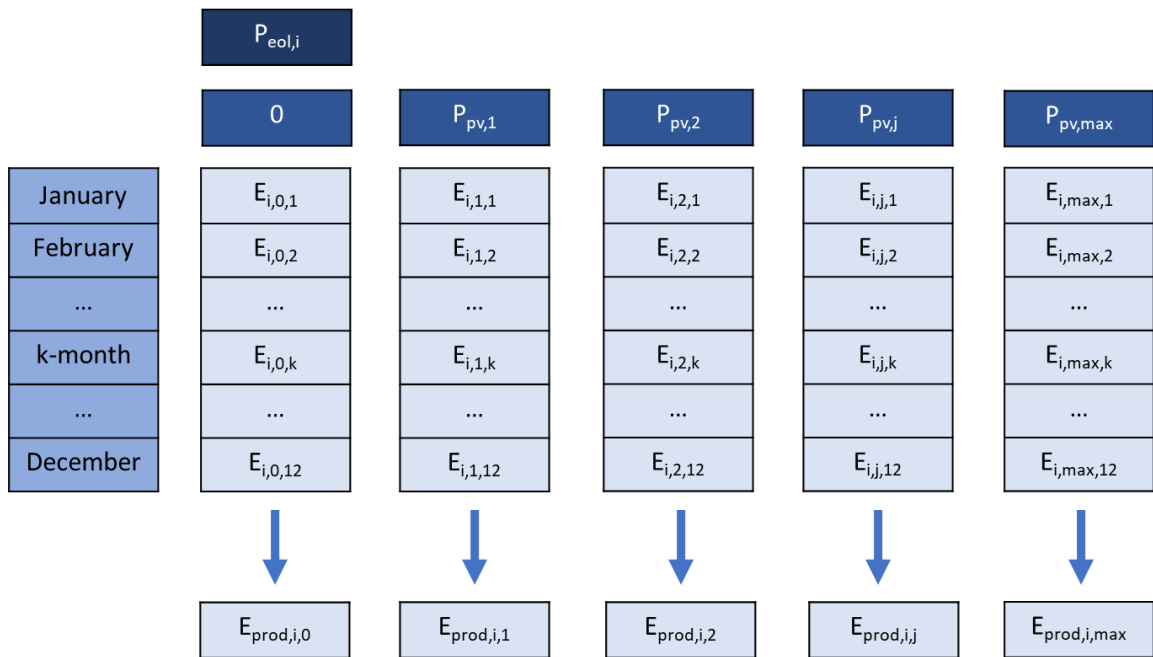 P_eol,i
0 P_pv,1 P_pv,2 P_pv,j P_pv,max
January E_i,0,1 E_i,1,1 E_i,2,1 E_i,j,1 E_i,max,1
February E_i,0,2 E_i,1,2 E_i,2,2 E_i,j,2 E_i,max,2
... ... ... ... ... ...
k-month E_i,0,k E_i,1,k E_i,2,k E_i,j,k E_i,max,k
... ... ... ... ... ...
December E_i,0,12 E_i,1,12 E_i,2,12 E_i,j,12 E_i,max,12
E_prod,i,0 E_prod,i,1 E_prod,i,2 E_prod,i,j E_prod,i,max